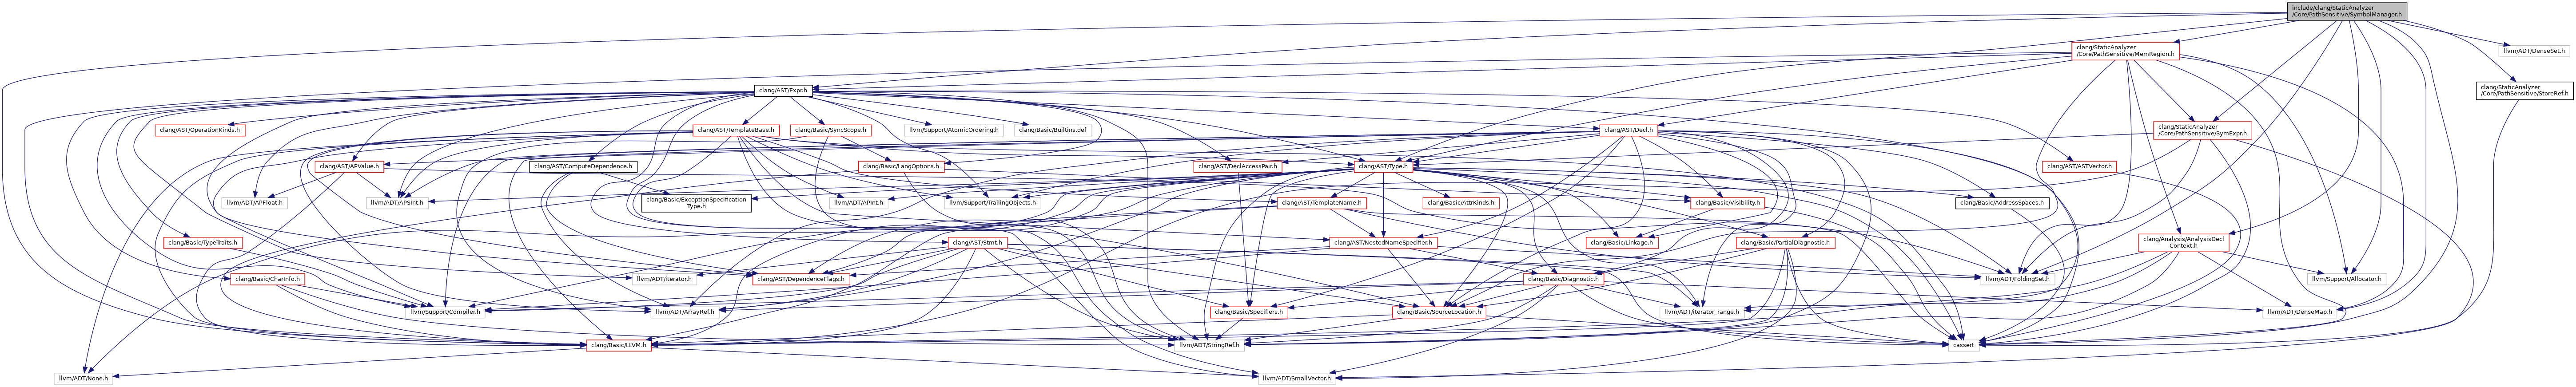 include/clang/StaticAnalyzer
/Core/PathSensitive/SymbolManager.h
clang/StaticAnalyzer
/Core/PathSensitive/MemRegion.h
llvm/ADT/DenseSet.h
clang/AST/Expr.h
clang/StaticAnalyzer
/Core/PathSensitive/StoreRef.h
clang/AST/OperationKinds.h
clang/AST/TemplateBase.h
clang/Basic/SyncScope.h
llvm/Support/AtomicOrdering.h
clang/Basic/Builtins.def
clang/AST/Decl.h
clang/StaticAnalyzer
/Core/PathSensitive/SymExpr.h
clang/AST/APValue.h
clang/AST/ComputeDependence.h
clang/Basic/LangOptions.h
clang/AST/DeclAccessPair.h
clang/AST/Type.h
clang/AST/ASTVector.h
llvm/ADT/APFloat.h
llvm/ADT/APSInt.h
clang/Basic/ExceptionSpecification
Type.h
llvm/ADT/APInt.h
llvm/Support/TrailingObjects.h
clang/AST/TemplateName.h
clang/Basic/AttrKinds.h
clang/Basic/Visibility.h
clang/Basic/AddressSpaces.h
clang/Basic/TypeTraits.h
clang/AST/Stmt.h
clang/AST/NestedNameSpecifier.h
clang/Basic/Linkage.h
clang/Basic/PartialDiagnostic.h
clang/Analysis/AnalysisDecl
Context.h
clang/Basic/CharInfo.h
llvm/ADT/iterator.h
clang/AST/DependenceFlags.h
clang/Basic/Diagnostic.h
llvm/ADT/FoldingSet.h
llvm/Support/Allocator.h
llvm/Support/Compiler.h
llvm/ADT/ArrayRef.h
clang/Basic/Specifiers.h
clang/Basic/SourceLocation.h
llvm/ADT/iterator_range.h
llvm/ADT/DenseMap.h
clang/Basic/LLVM.h
llvm/ADT/StringRef.h
cassert
llvm/ADT/None.h
llvm/ADT/SmallVector.h